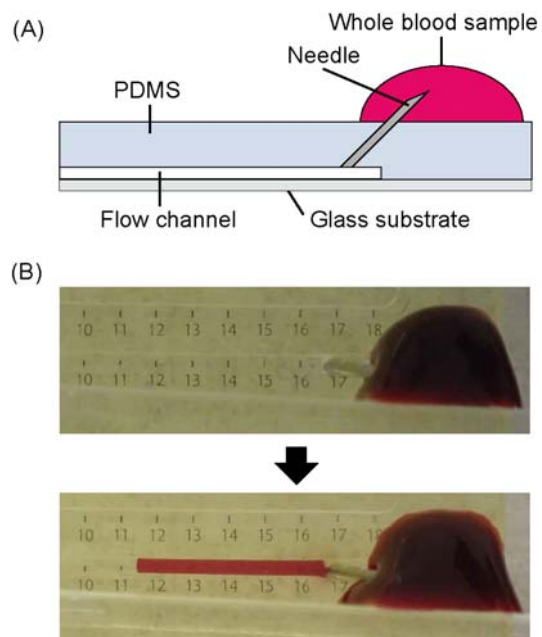 (A)
Whole blood sample
Needle
PDMS
Flow channel
Glass substrate
(B)
10 11 12 13 14 15 16 17 18
10 11 12 13 14 15 16 17
10 11 12 13 14 15 16 17 18
10 11 12 13 14 15 16